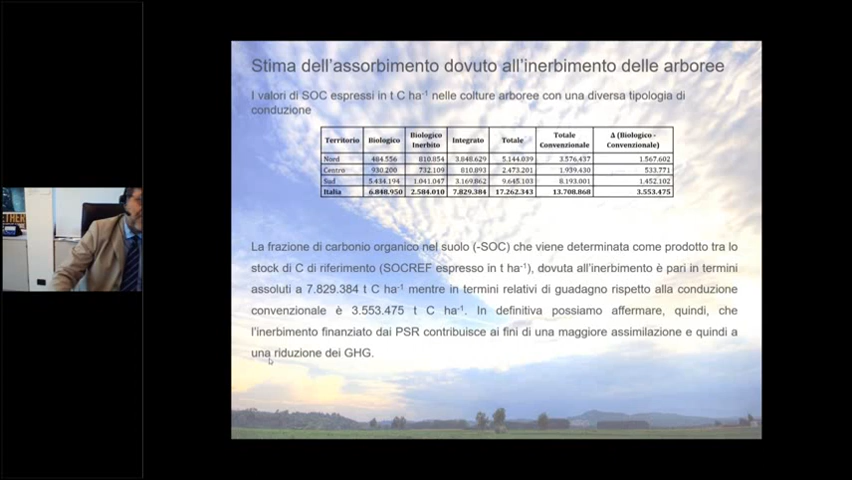 Stima dell'assorbimento dovuto all'inerbimento delle arboree
I valori di SOC espressi in t C ha-1 nelle colture arboree con una diversa tipologia di
conduzione
Territorio Biologico Biologico Inerbito Integrato Totale Totale Convenzionale Δ (Biologico - Convenzionale)
Nord 484.556 810.854 3.848.629 5.144.039 3.576.437 1.567.602
Centro 930.200 732.109 810.893 2.473.201 1.939.430 533.771
Sud 5.434.194 1.041.047 3.169.862 9.645.103 8.193.001 1.452.102
Italia 6.848.950 2.584.010 7.829.384 17.262.343 13.708.868 3.553.475
La frazione di carbonio organico nel suolo (-SOC) che viene determinata come prodotto tra lo
stock di C di riferimento (SOCREF espresso in t ha-1), dovuta all'inerbimento è pari in termini
assoluti a 7.829.384 t C ha-1 mentre in termini relativi di guadagno rispetto alla conduzione
convenzionale è 3.553.475 t C ha-1. In definitiva possiamo affermare, quindi, che
l'inerbimento finanziato dai PSR contribuisce ai fini di una maggiore assimilazione e quindi a
una riduzione dei GHG.